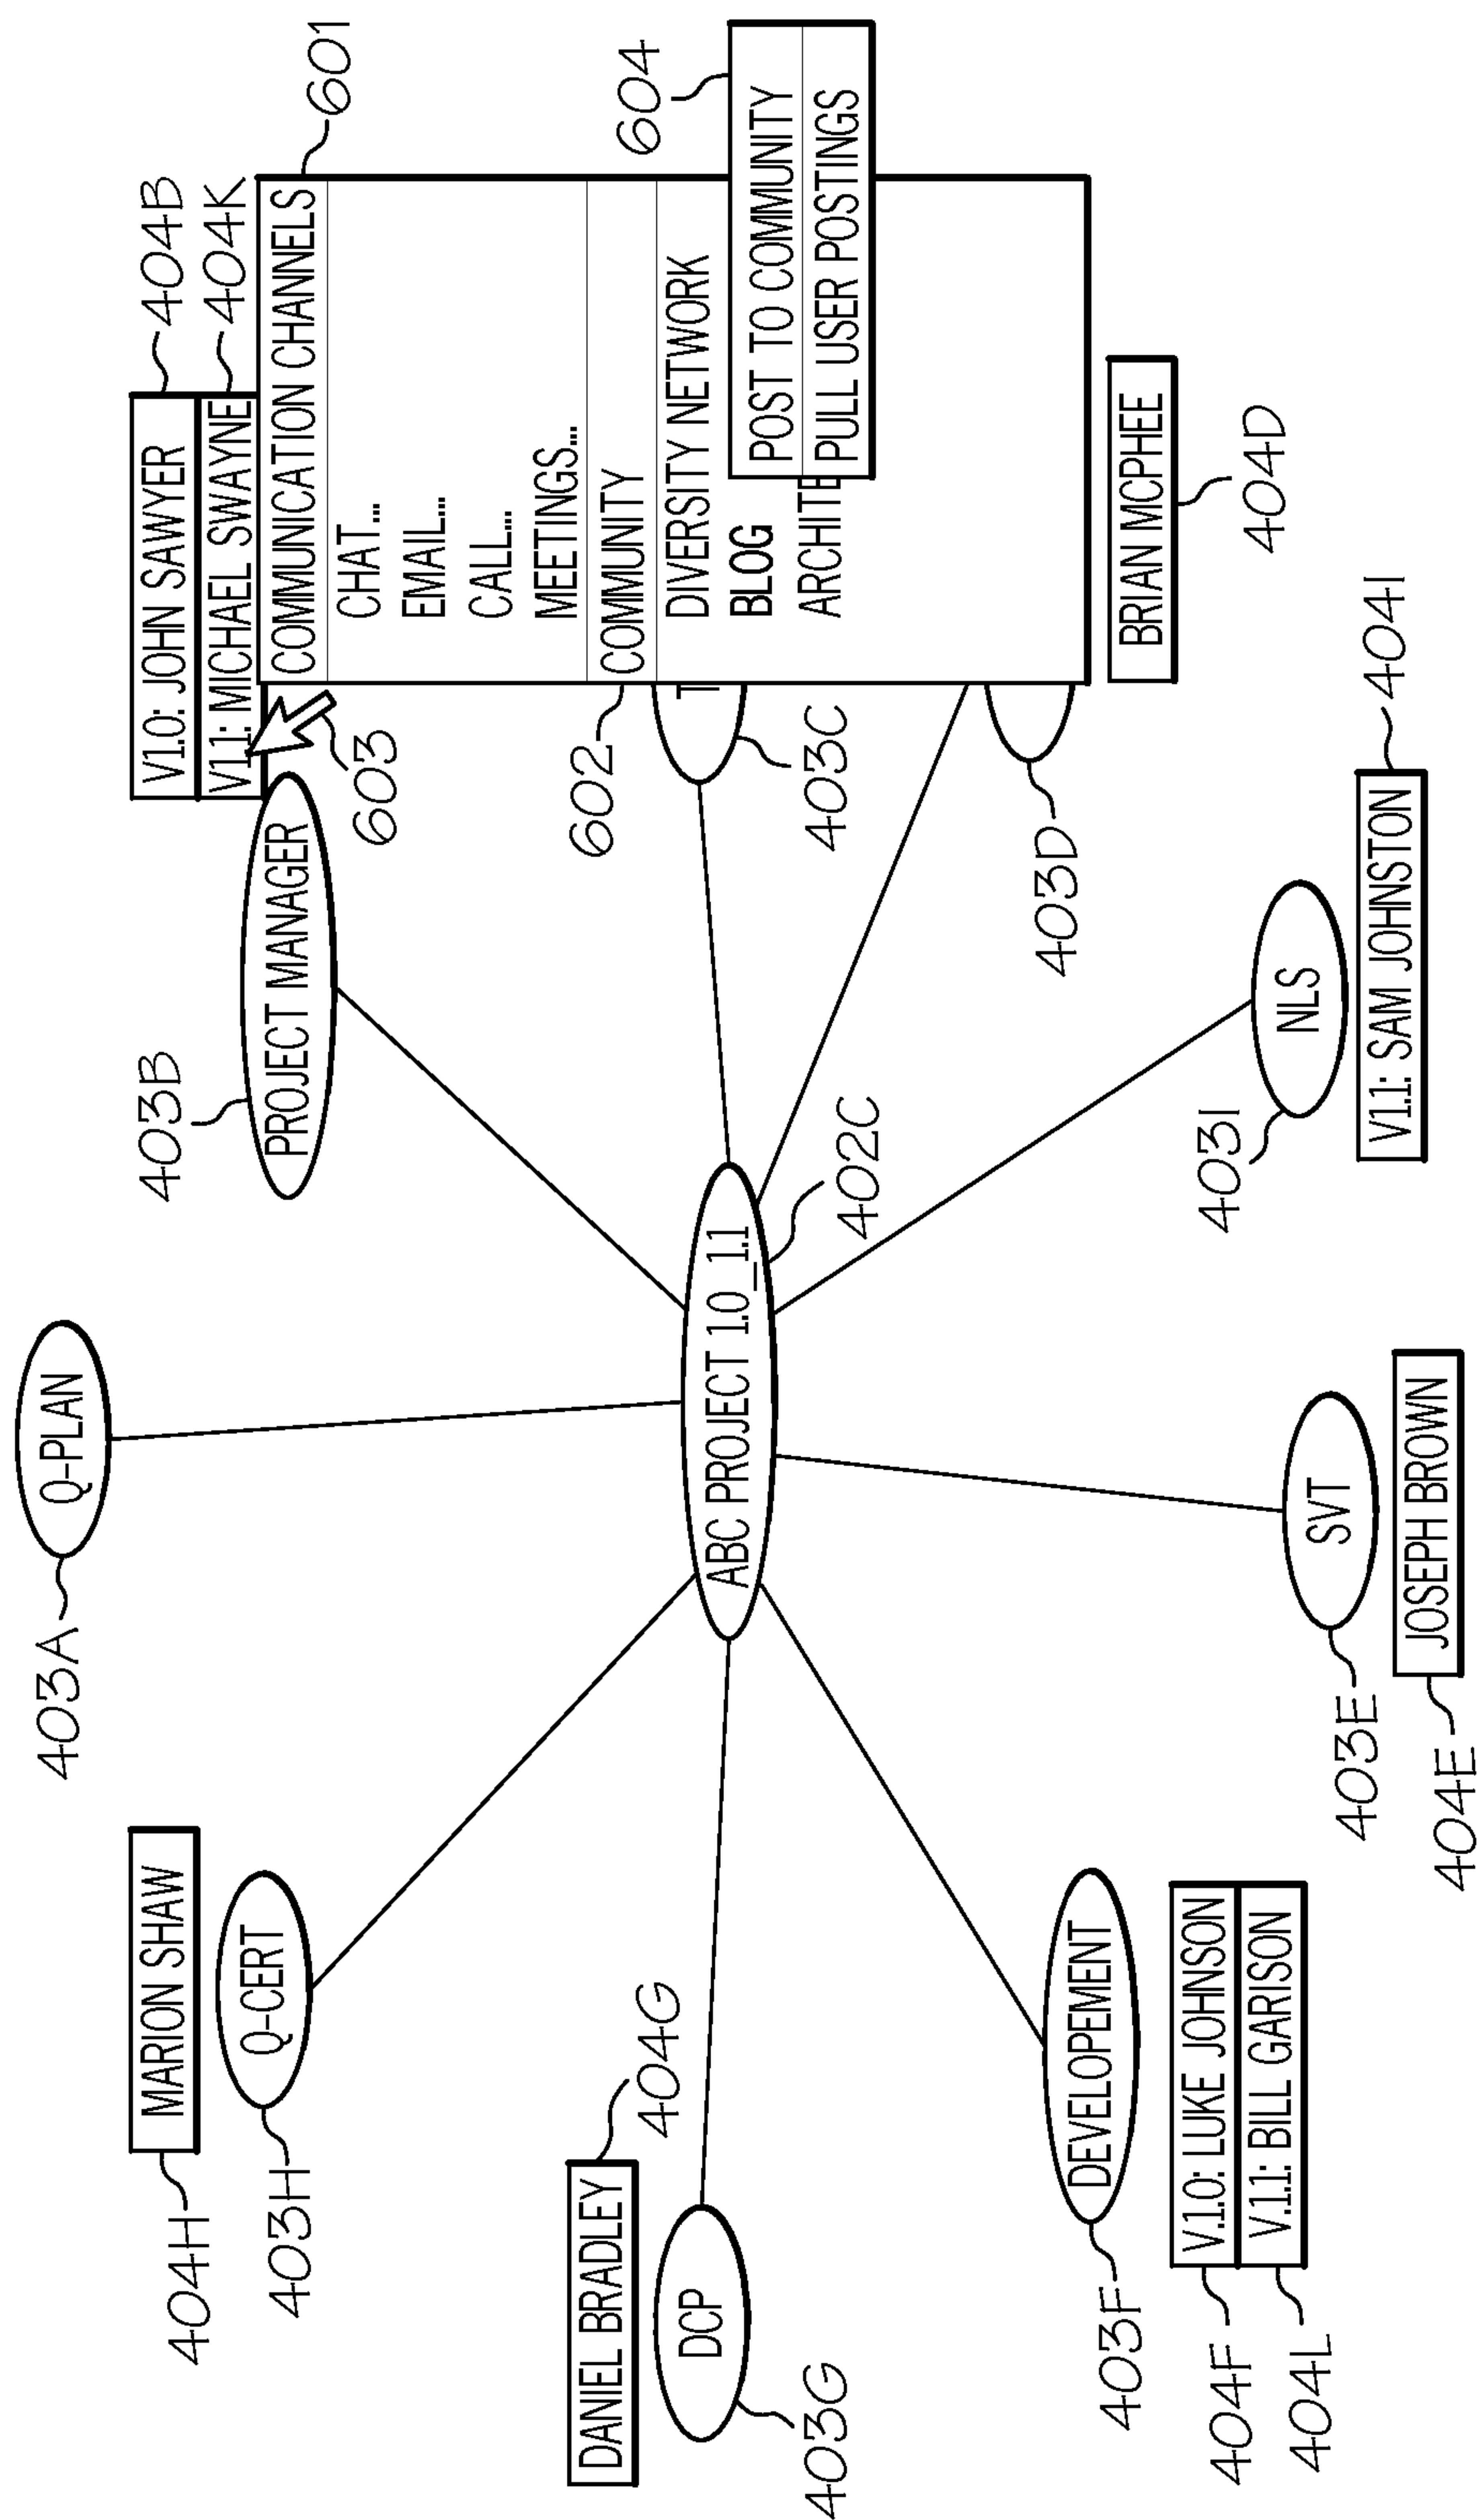 403A
Q-PLAN
404H
MARION SHAW
403H
Q-CERT
403B
PROJECT MANAGER
V1.0: JOHN SAWYER
404B
V1.1: MICHAEL SWAYNE
404K
603
COMMUNICATION CHANNELS
601
CHAT...
EMAIL...
CALL...
MEETINGS...
602
COMMUNITY
DIVERSITY NETWORK
BLOG
ARCHITE
604
POST TO COMMUNITY
PULL USER POSTINGS
T
403C
404G
DANIEL BRADLEY
DCP
403G
ABC PROJECT 1.0_1.1
402C
403D
BRIAN MCPHEE
404D
403F
DEVELOPEMENT
404F
V.1.0: LUKE JOHNSON
404L
V.1.1: BILL GARISON
403E
SVT
404E
JOSEPH BROWN
403I
NLS
V1.1: SAM JOHNSTON
404I